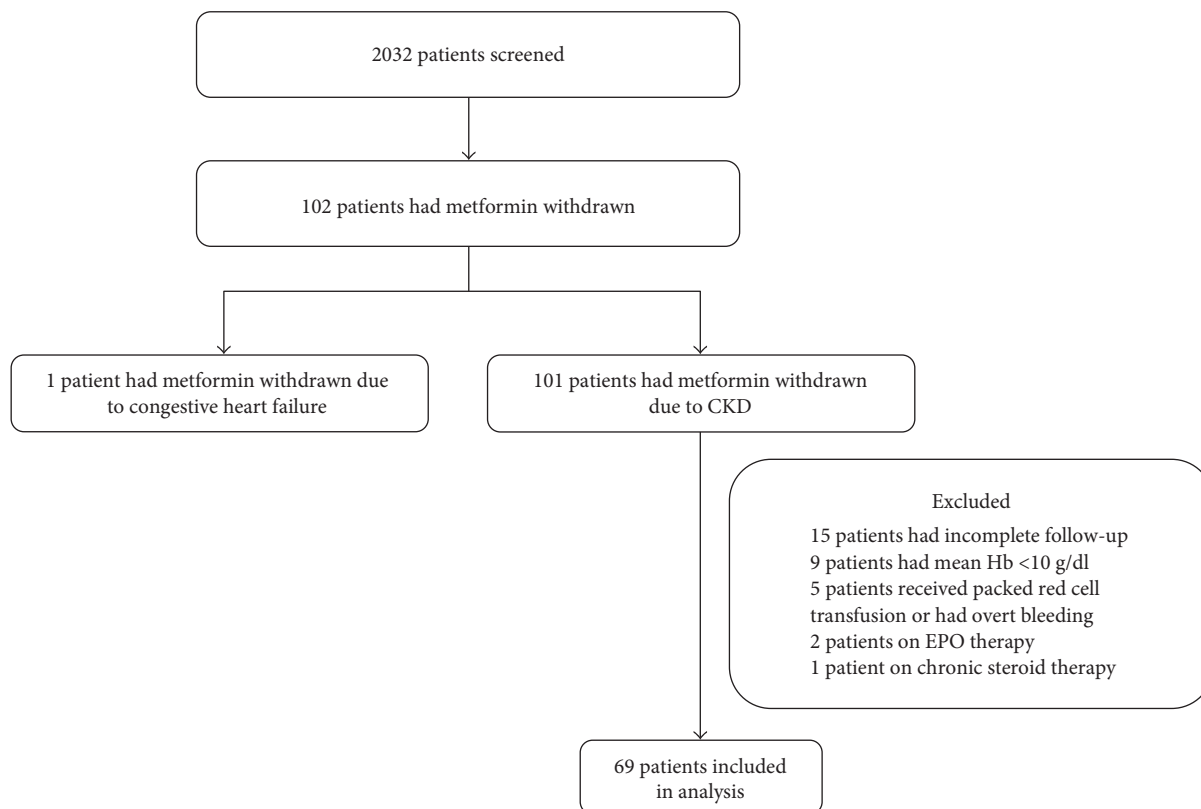 2032 patients screened
102 patients had metformin withdrawn
1 patient had metformin withdrawn due
to congestive heart failure
101 patients had metformin withdrawn
due to CKD
Excluded
15 patients had incomplete follow-up
9 patients had mean Hb <10 g/dl
5 patients received packed red cell
transfusion or had overt bleeding
2 patients on EPO therapy
1 patient on chronic steroid therapy
69 patients included
in analysis